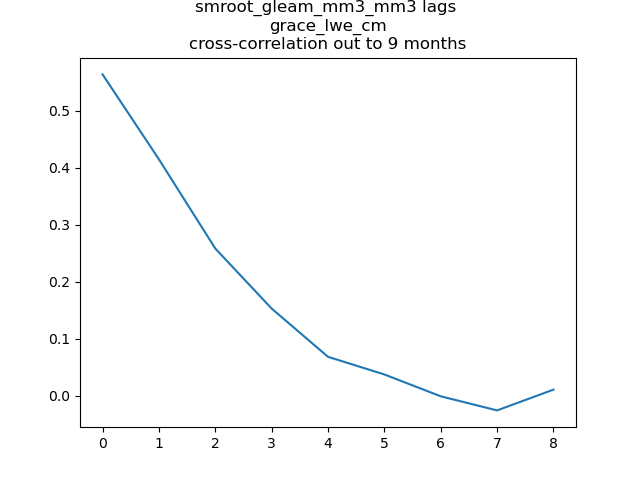 smroot_gleam_mm3_mm3 lags
grace_lwe_cm
cross-correlation out to 9 months
0.5
0.4
0.3
0.2
0.1
0.0
0 1 2 3 4 5 6 7 8